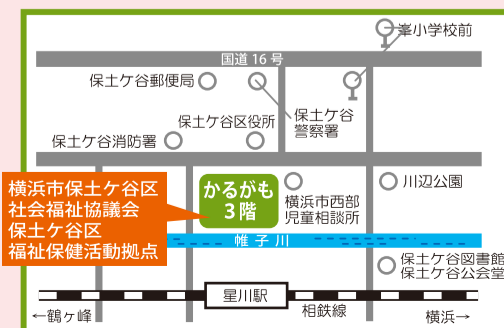 峯小学校前
国道16号
保土ケ谷郵便局
保土ケ谷
警察署
保土ケ谷区役所
保土ケ谷消防署
横浜市保土ケ谷区
社会福祉協議会
保土ケ谷区
福祉保健活動拠点
かるがも
3階
横浜市西部
児童相談所
川辺公園
帷子川
保土ケ谷図書館
保土ケ谷公会堂
星川駅
←鶴ヶ峰
相鉄線
横浜→